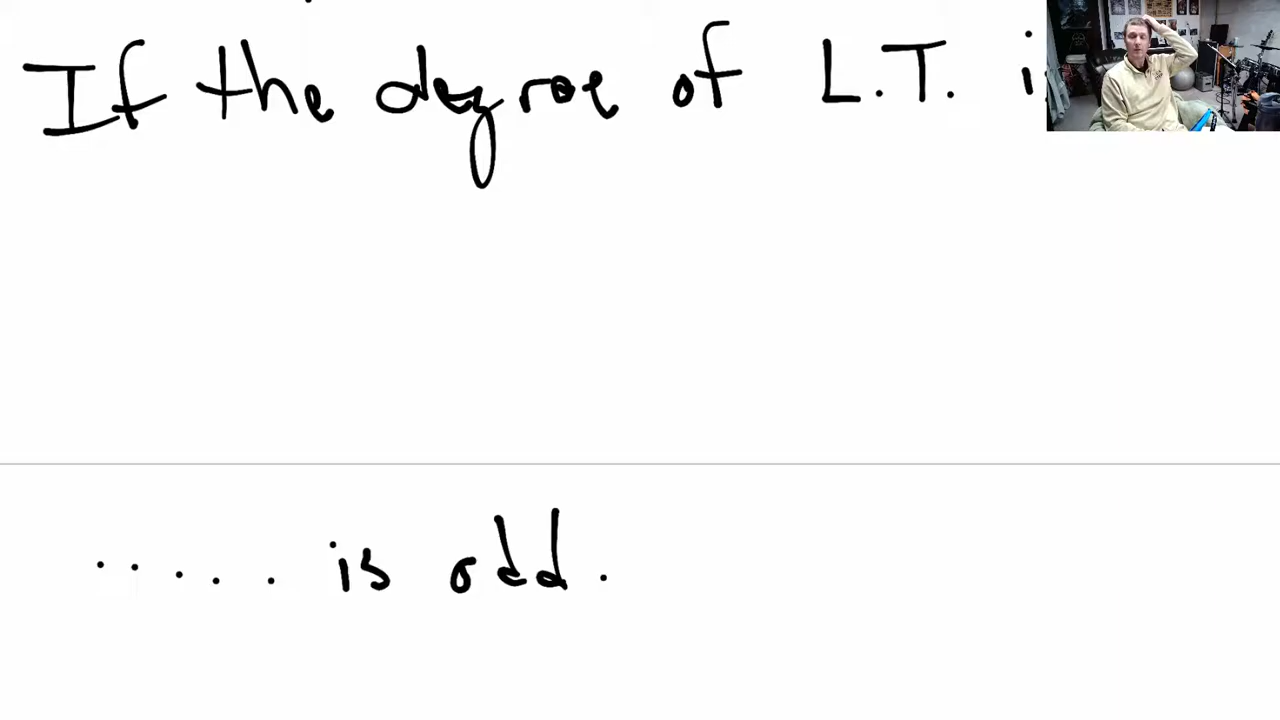 If the degree of L.T. i
..... is odd.